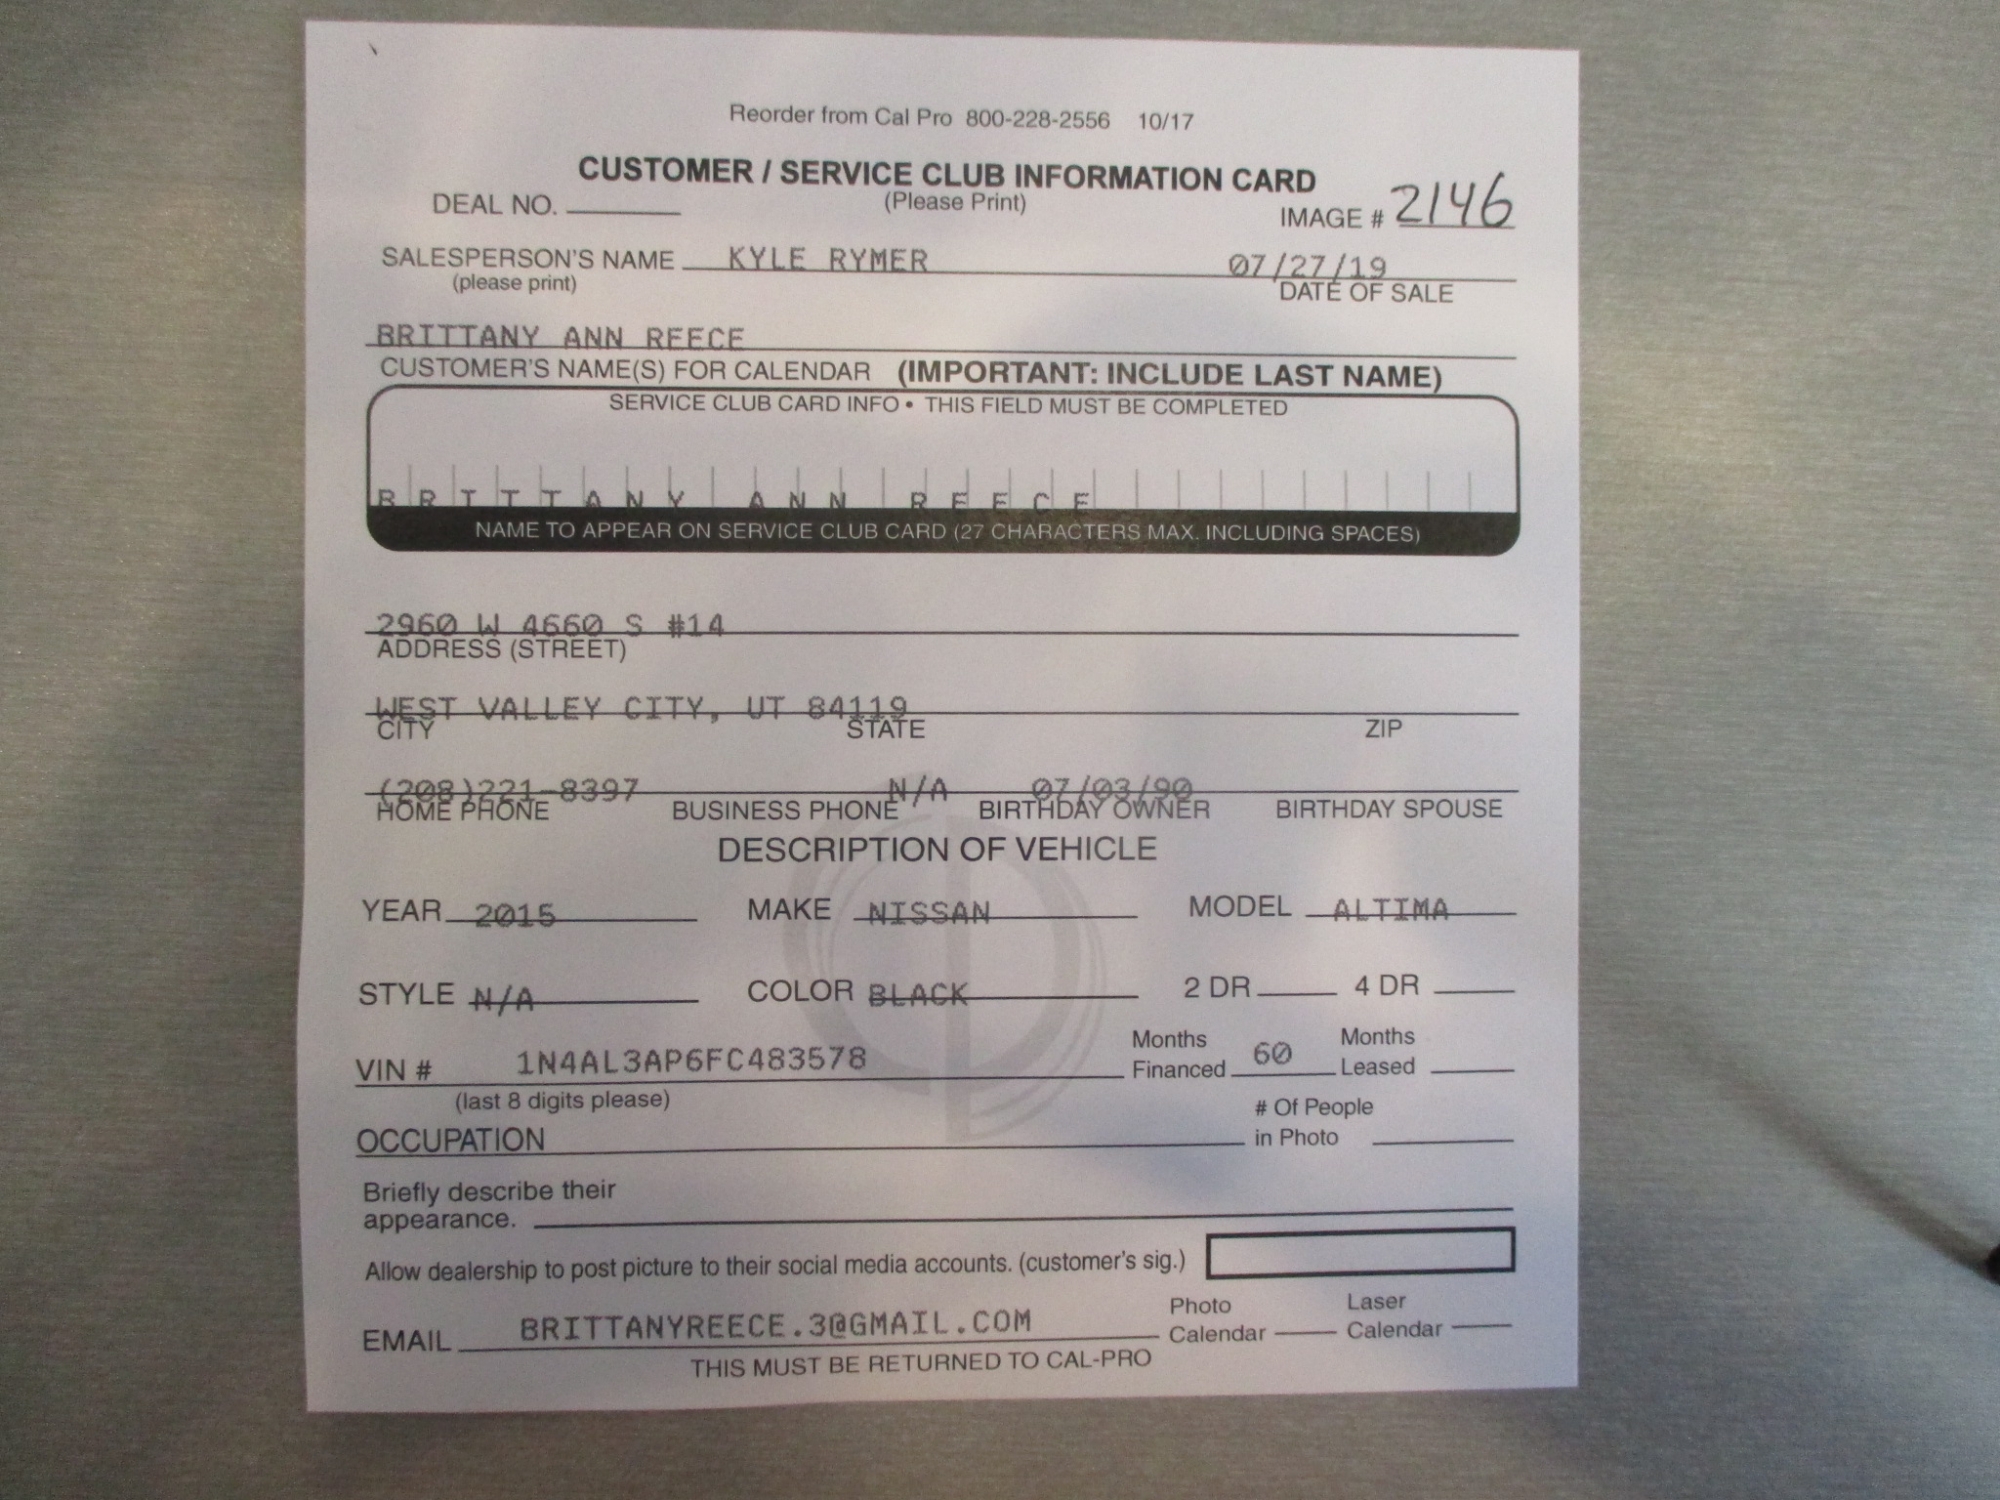 Reorder from Cal Pro 800-228-2556 10/17
CUSTOMER / SERVICE CLUB INFORMATION CARD
DEAL NO. (Please Print) IMAGE # 2146
SALESPERSON'S NAME KYLE RYMER 07/27/19
(please print) DATE OF SALE
BRITTANY ANN REECE
CUSTOMER'S NAME(S) FOR CALENDAR (IMPORTANT: INCLUDE LAST NAME)
SERVICE CLUB CARD INFO • THIS FIELD MUST BE COMPLETED
BRITTANY ANN REECE
NAME TO APPEAR ON SERVICE CLUB CARD (27 CHARACTERS MAX. INCLUDING SPACES)
2960 W 4660 S #14
ADDRESS (STREET)
WEST VALLEY CITY, UT 84119
CITY STATE ZIP
(208)221-8397 N/A 07/03/90
HOME PHONE BUSINESS PHONE BIRTHDAY OWNER BIRTHDAY SPOUSE
DESCRIPTION OF VEHICLE
YEAR 2015 MAKE NISSAN MODEL ALTIMA
STYLE N/A COLOR BLACK 2 DR 4 DR
VIN # 1N4AL3AP6FC483578 Months Financed 60 Months Leased
(last 8 digits please)
OCCUPATION # Of People in Photo
Briefly describe their
appearance.
Allow dealership to post picture to their social media accounts. (customer's sig.)
EMAIL BRITTANYREECE.3@GMAIL.COM Photo Calendar Laser Calendar
THIS MUST BE RETURNED TO CAL-PRO